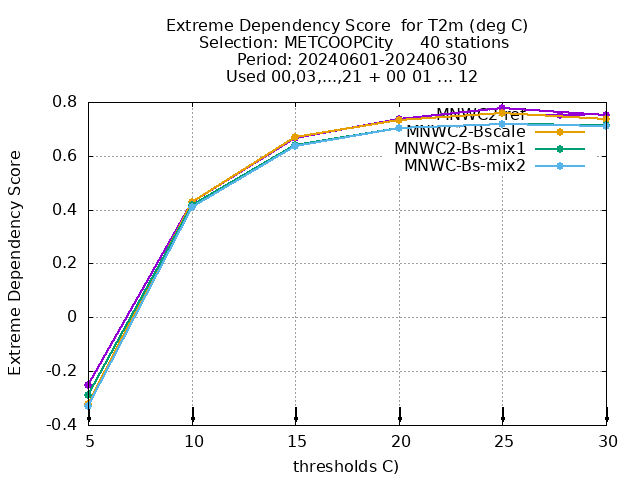 Extreme Dependency Score  for T2m (deg C)
Selection: METCOOPCity     40 stations
Period: 20240601-20240630
Used 00,03,...,21 + 00 01 ... 12
Extreme Dependency Score
0.8
0.6
0.4
0.2
0
-0.2
-0.4
MNWC2-ref
MNWC2-Bscale
MNWC2-Bs-mix1
MNWC-Bs-mix2
5
10
15
20
25
30
thresholds C)